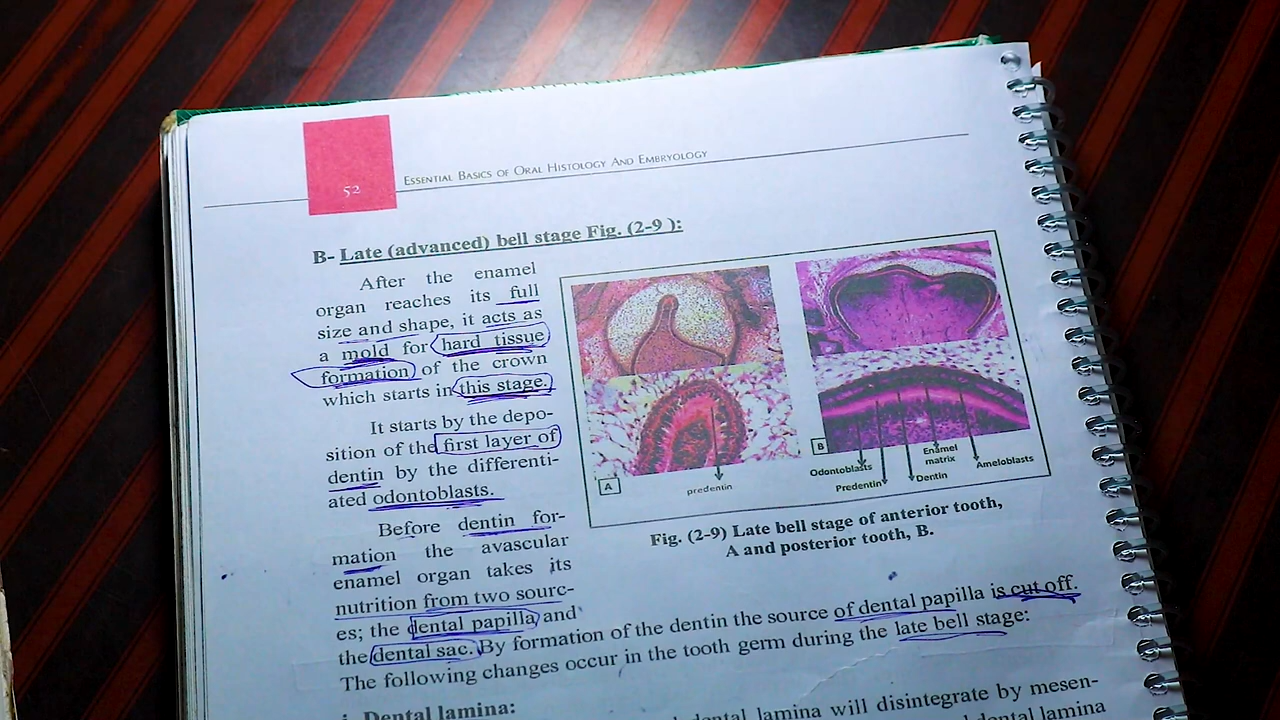 52
ESSENTIAL BASICS OF ORAL HISTOLOGY AND EMBRYOLOGY
B- Late (advanced) bell stage Fig. (2-9 ):
After the enamel
organ reaches its full
size and shape, it acts as
a mold for hard tissue
formation of the crown
which starts in this stage.
It starts by the depo-
sition of the first layer of
dentin by the differenti-
ated odontoblasts.
Before dentin for-
mation the avascular
enamel organ takes its
nutrition from two sourc-
es; the dental papilla and
the dental sac. By formation of the dentin the source of dental papilla is cut off.
The following changes occur in the tooth germ during the late bell stage:
A
predentin
B
Odontoblasts
Predentin
Enamel
matrix
Dentin
Ameloblasts
Fig. (2-9) Late bell stage of anterior tooth,
A and posterior tooth, B.
i. Dental lamina:
dental lamina will disintegrate by mesen-
dental lamina